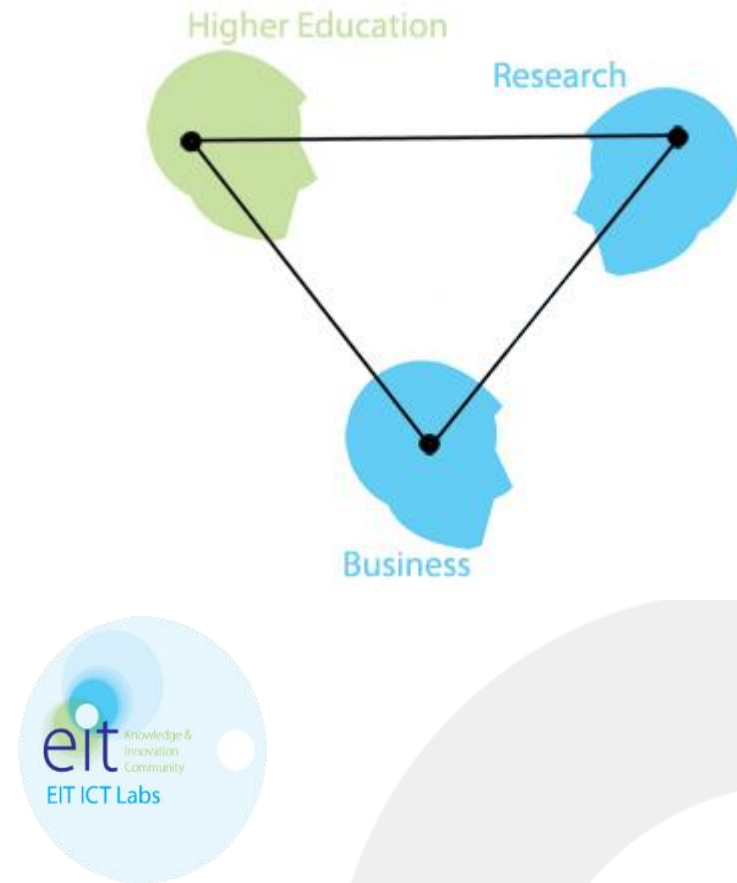 Higher Education
Research
Business
eit
Knowledge &
Innovation
Community
EIT ICT Labs